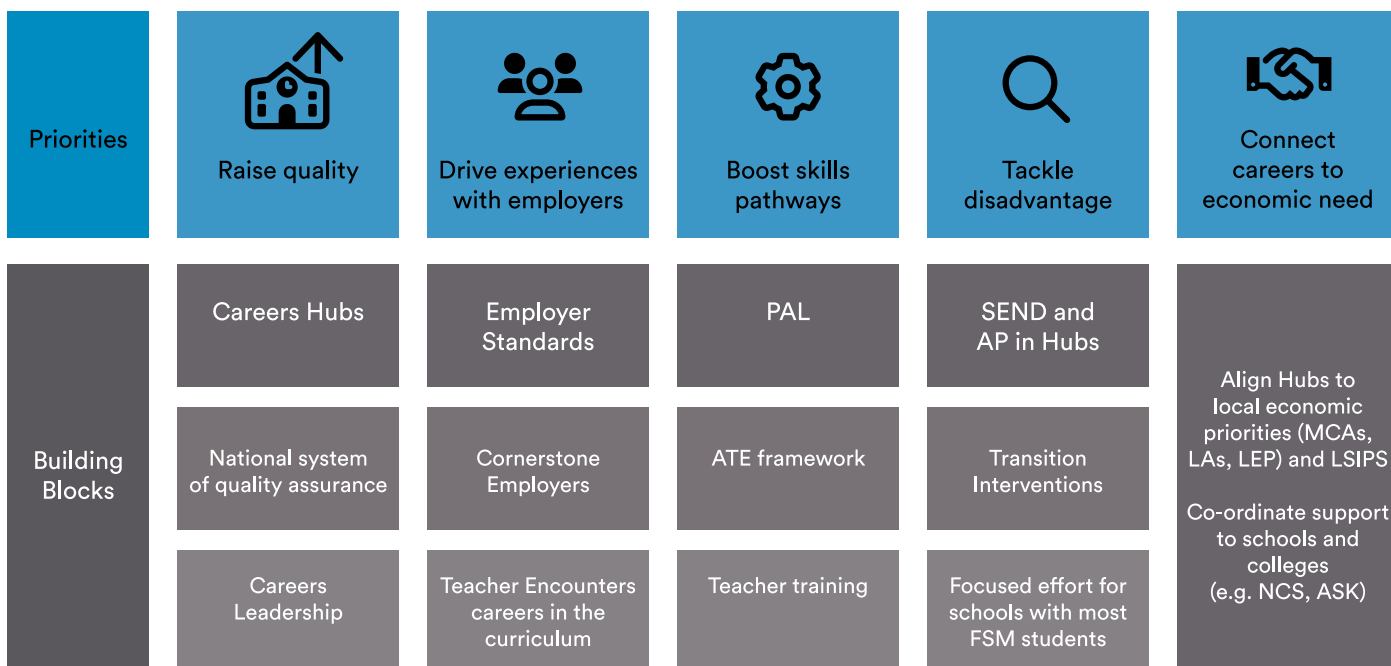 Priorities
Raise quality
Drive experiences
with employers
Boost skills
pathways
Tackle
disadvantage
Connect
careers to
economic need
Building
Blocks
Careers Hubs
Employer
Standards
PAL
SEND and
AP in Hubs
National system
of quality assurance
Cornerstone
Employers
ATE framework
Transition
Interventions
Careers
Leadership
Teacher Encounters
careers in the
curriculum
Teacher training
Focused effort for
schools with most
FSM students
Align Hubs to
local economic
priorities (MCAs,
LAs, LEP) and LSIPS
Co-ordinate support
to schools and
colleges
(e.g. NCS, ASK)